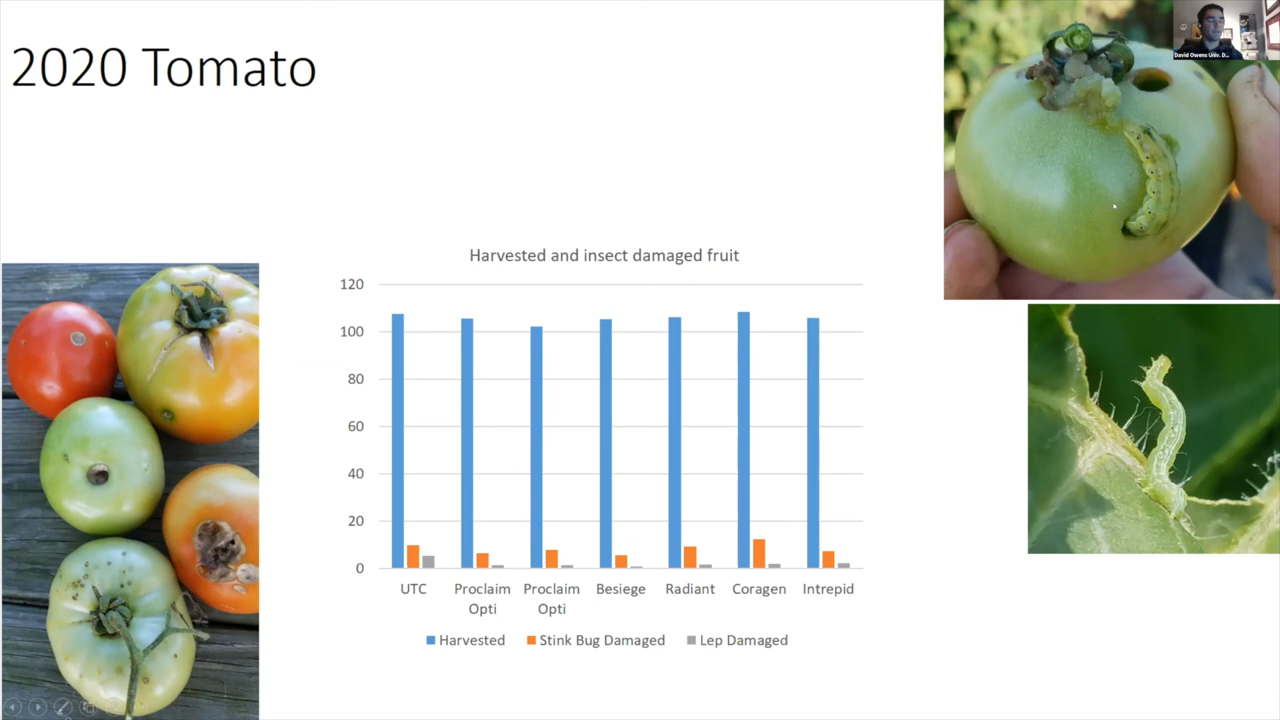 2020 Tomato
David Owens Univ. D...
Harvested and insect damaged fruit
120
100
80
60
40
20
0
UTC
Proclaim Opti
Proclaim Opti
Besiege
Radiant
Coragen
Intrepid
Harvested
Stink Bug Damaged
Lep Damaged